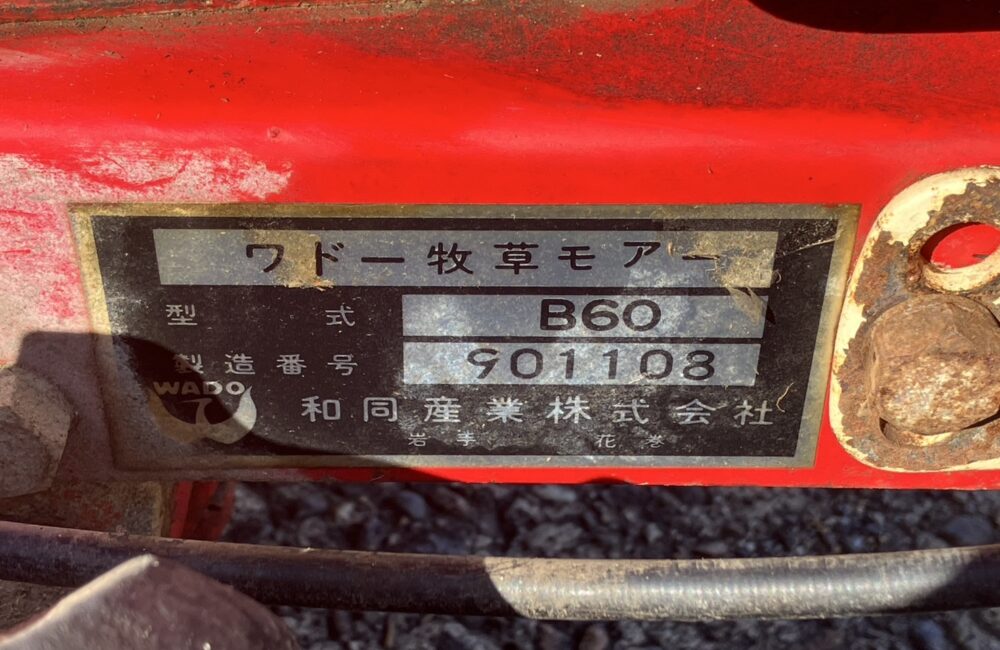 ワドー牧草モアー
型式 B60
製造番号 901108
WADO
和同産業株式会社
岩手 花巻